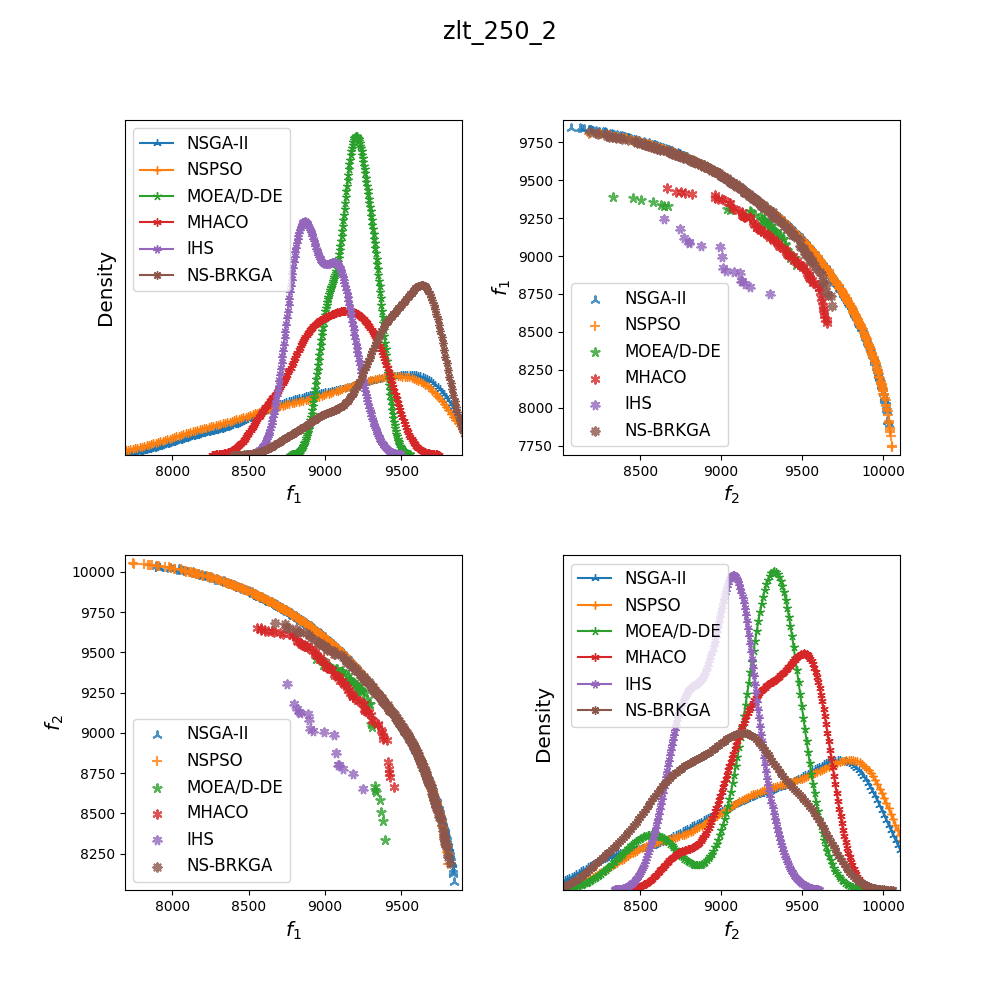 zlt_250_2
Density
NSGA-II
NSPSO
MOEA/D-DE
MHACO
IHS
NS-BRKGA
8000 8500 9000 9500
f1
f1
9750
9500
9250
9000
8750
8500
8250
8000
7750
NSGA-II
NSPSO
MOEA/D-DE
MHACO
IHS
NS-BRKGA
8500 9000 9500 10000
f2
f2
10000
9750
9500
9250
9000
8750
8500
8250
NSGA-II
NSPSO
MOEA/D-DE
MHACO
IHS
NS-BRKGA
8000 8500 9000 9500
f1
Density
NSGA-II
NSPSO
MOEA/D-DE
MHACO
IHS
NS-BRKGA
8500 9000 9500 10000
f2